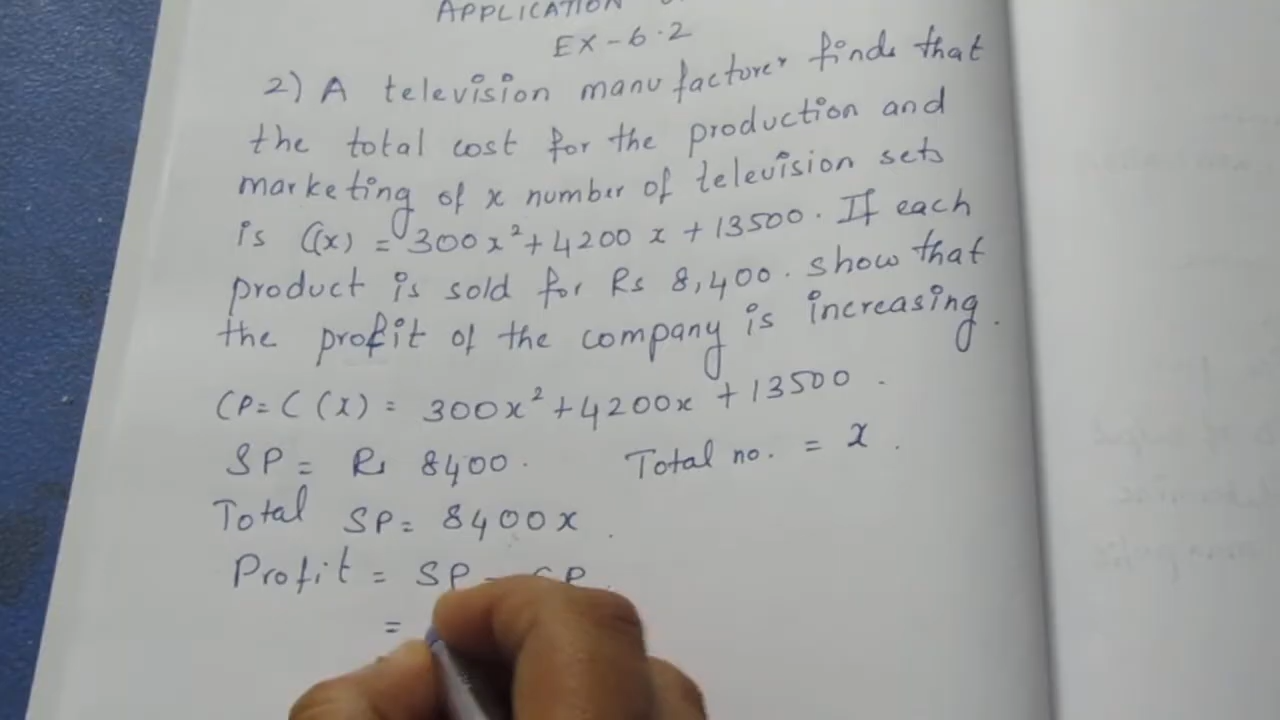 APPLICATION
EX-6.2
2) A television manufacturer finds that
the total cost for the production and
marketing of x number of television sets
is C(x) = 300x²+4200x+13500. If each
product is sold for Rs 8,400. show that
the profit of the company is increasing.
CP=C(x) = 300x²+4200x+13500.
SP= Rs 8400. Total no. = x.
Total SP= 8400x.
Profit = SP - CP.
=